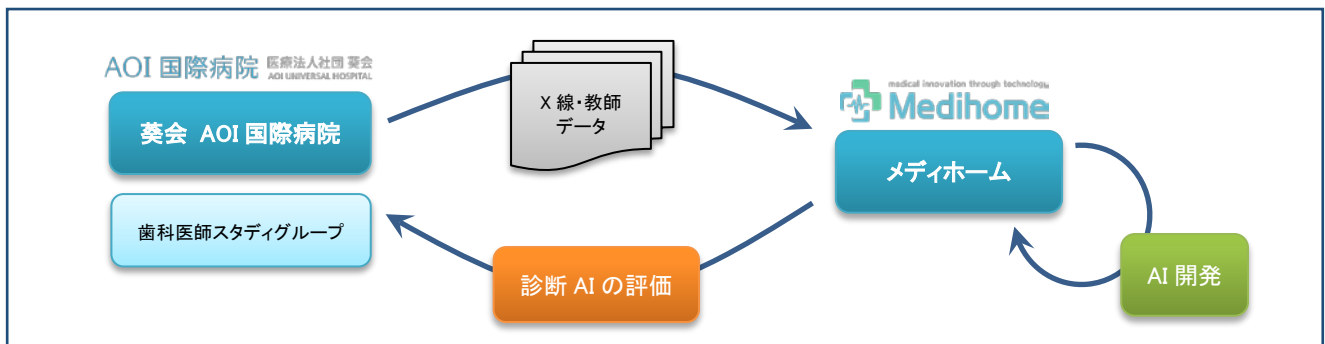 AOI 国際病院 医療法人社団 葵会
AOI UNIVERSAL HOSPITAL
葵会 AOI 国際病院
歯科医師スタディグループ
X 線・教師
データ
medical innovation through technology
Medihome
メディホーム
診断 AI の評価
AI 開発